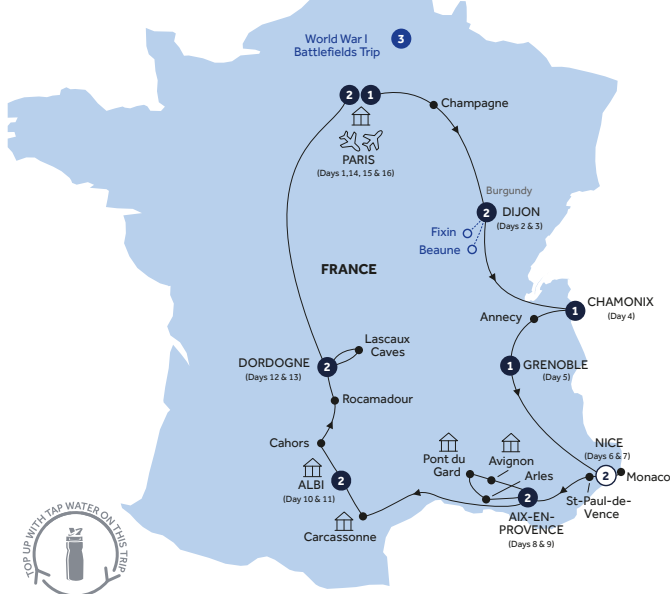 World War I
Battlefields Trip
3
2
1
Champagne
PARIS
(Days 1,14, 15 & 16)
Burgundy
2
DIJON
(Days 2 & 3)
Fixin
Beaune
FRANCE
CHAMONIX
1
(Day 4)
Annecy
Lascaux
Caves
DORDOGNE
2
(Days 12 & 13)
1
GRENOBLE
(Day 5)
Rocamadour
Cahors
NICE
(Days 6 & 7)
2
Monaco
Pont du
Gard
Avignon
Arles
St-Paul-de-
Vence
ALBI
2
(Day 10 & 11)
2
AIX-EN-
PROVENCE
(Days 8 & 9)
Carcassonne
TOP UP WITH TAP WATER ON THIS TRIP